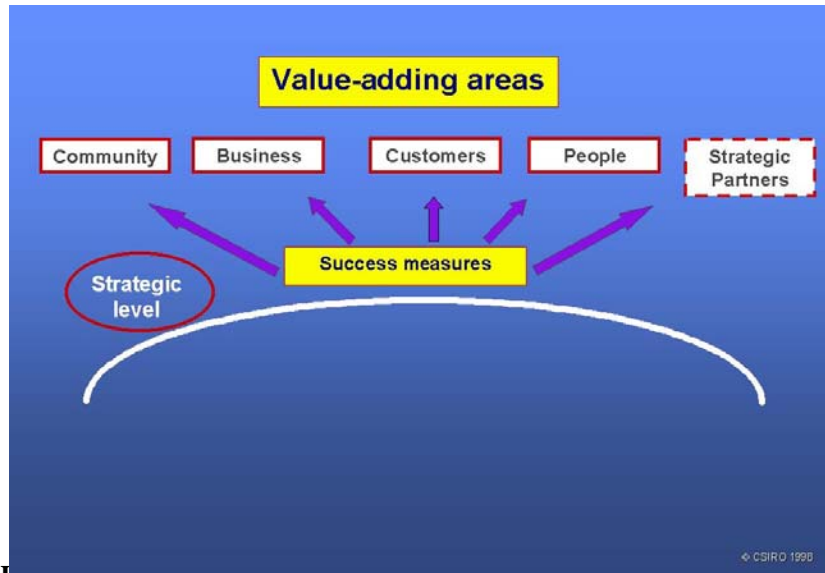 Value-adding areas
Community
Business
Customers
People
Strategic
Partners
Success measures
Strategic
level
© CSIRO 1998